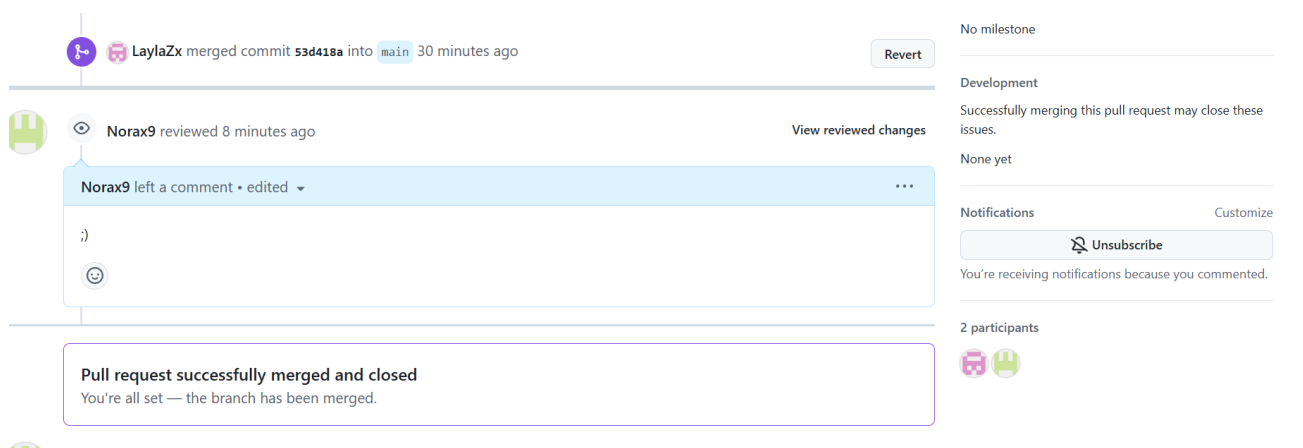 LaylaZx merged commit 53d418a into main 30 minutes ago
Revert
Norax9 reviewed 8 minutes ago
View reviewed changes
Norax9 left a comment • edited
;)
Pull request successfully merged and closed
You're all set — the branch has been merged.
No milestone
Development
Successfully merging this pull request may close these
issues.
None yet
Notifications
Customize
Unsubscribe
You're receiving notifications because you commented.
2 participants